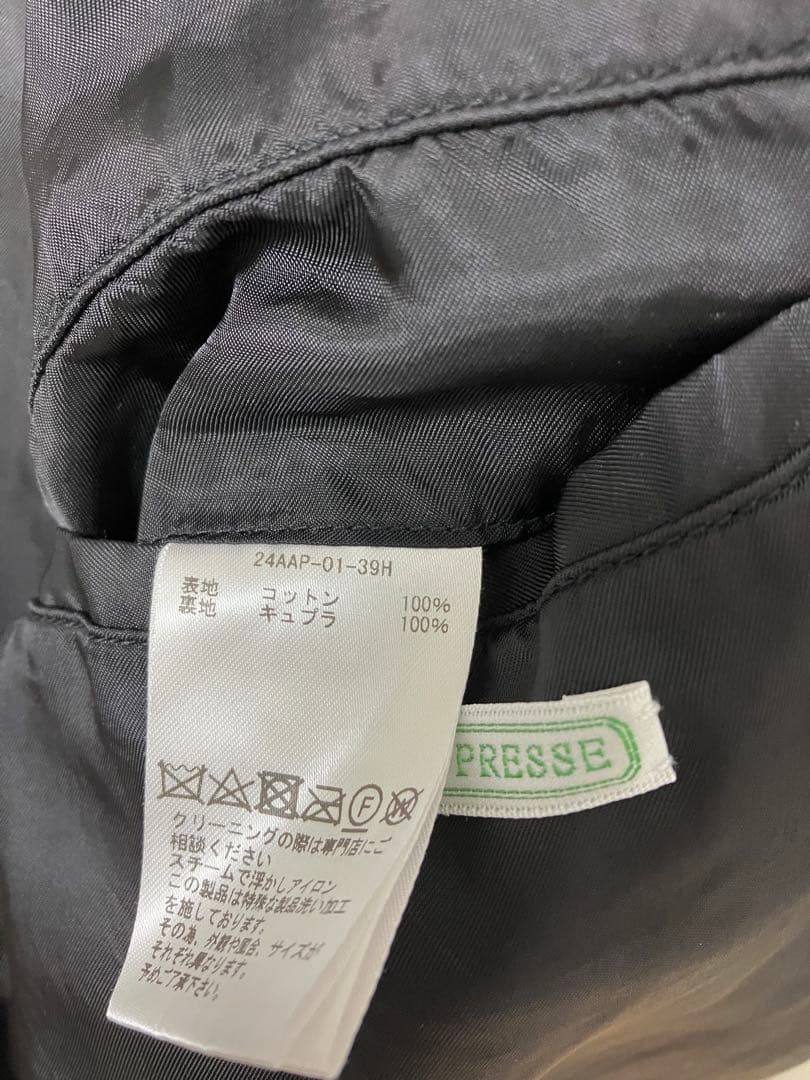 24AAP-01-39H
表地 コットン 100%
裏地 キュプラ 100%
PRESSE
F
クリーニングの際は専門店にご
相談ください
スチームで浮かしアイロン
この製品は特殊な製品洗い加工
を施しております。
その為、外観や風合、サイズが
それぞれ異なります。
予めご了承下さい。